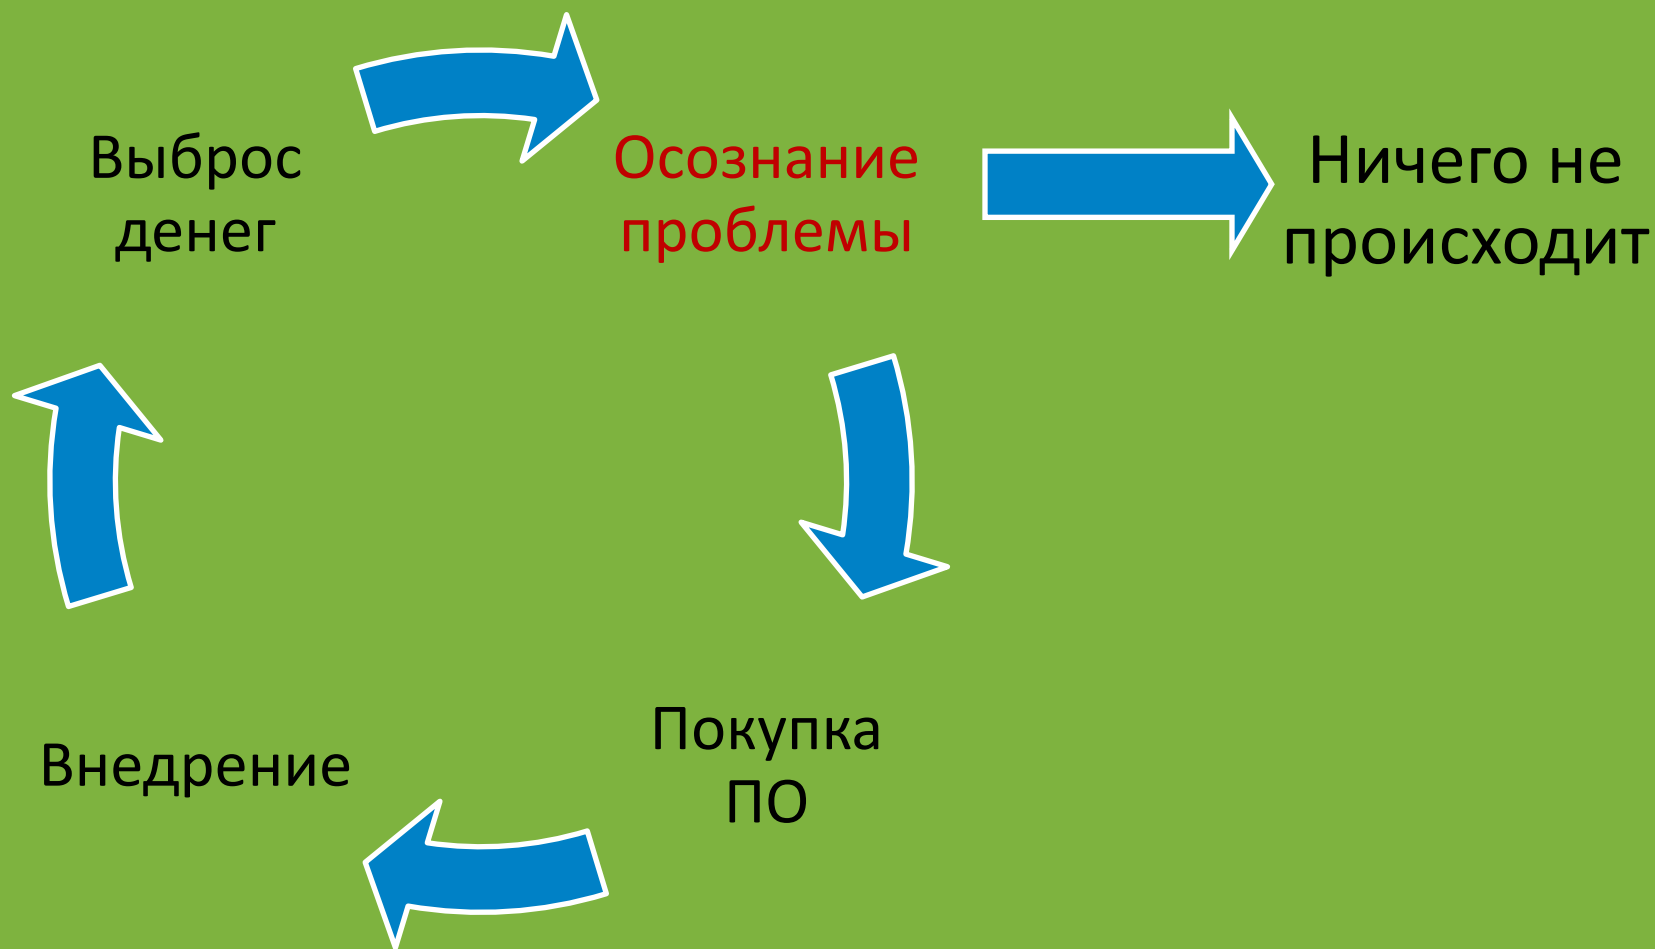 Выброс
денег
Осознание
проблемы
Ничего не
происходит
Покупка
ПО
Внедрение